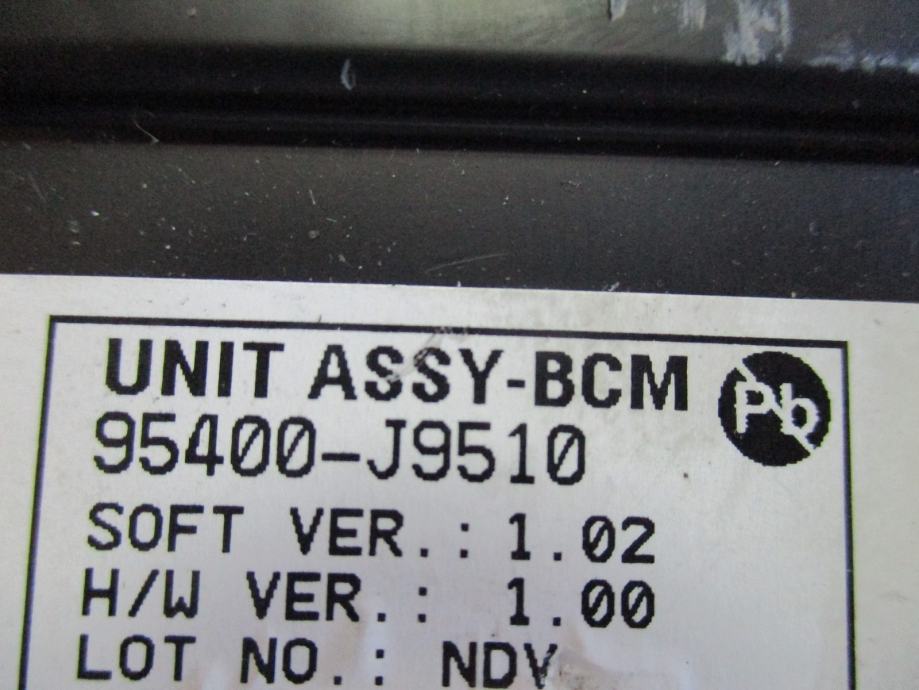 UNIT ASSY-BCM
Pb
95400-J9510
SOFT VER.: 1.02
H/W VER.: 1.00
LOT NO.: NDV